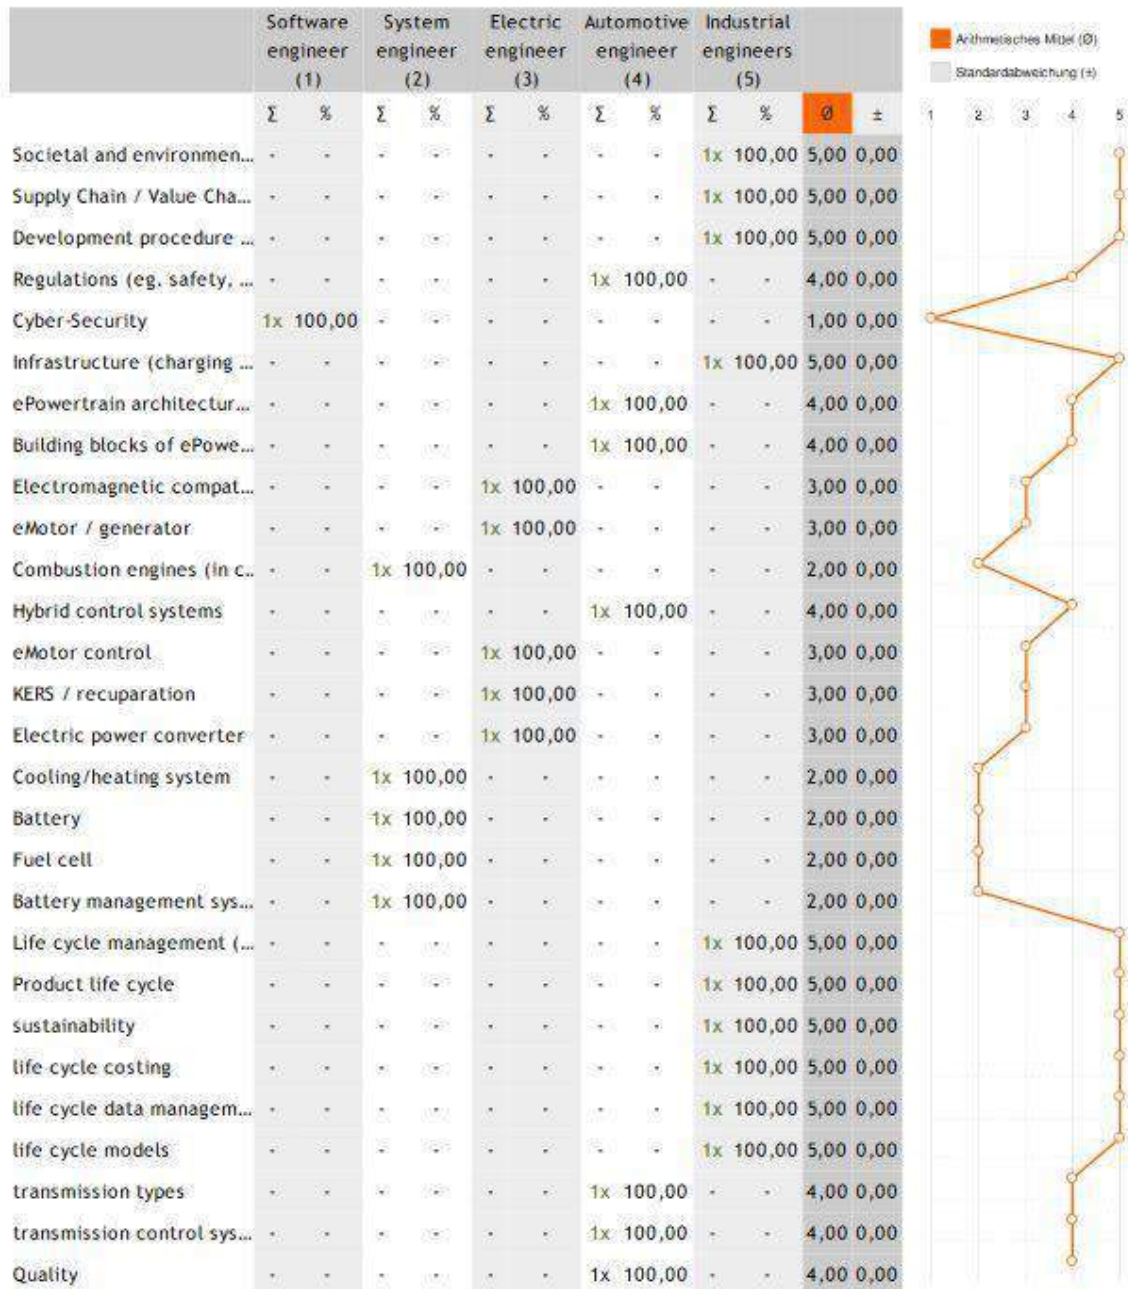 Software engineer (1) System engineer (2) Electric engineer (3) Automotive engineer (4) Industrial engineers (5)
Arithmetisches Mittel (Ø)
Standardabweichung (±)
Σ % Σ % Σ % Σ % Σ % Ø ± 1 2 3 4 5
Societal and environmen... - - - - - - - - 1x 100,00 5,00 0,00
Supply Chain / Value Cha... - - - - - - - - 1x 100,00 5,00 0,00
Development procedure ... - - - - - - - - 1x 100,00 5,00 0,00
Regulations (eg. safety, ... - - - - - - 1x 100,00 - - 4,00 0,00
Cyber-Security 1x 100,00 - - - - - - - - 1,00 0,00
Infrastructure (charging ... - - - - - - - - 1x 100,00 5,00 0,00
ePowertrain architectur... - - - - - - 1x 100,00 - - 4,00 0,00
Building blocks of ePowe... - - - - - - 1x 100,00 - - 4,00 0,00
Electromagnetic compat... - - - - 1x 100,00 - - - - 3,00 0,00
eMotor / generator - - - - 1x 100,00 - - - - 3,00 0,00
Combustion engines (in c... - - 1x 100,00 - - - - - - 2,00 0,00
Hybrid control systems - - - - - - 1x 100,00 - - 4,00 0,00
eMotor control - - - - 1x 100,00 - - - - 3,00 0,00
KERS / recuparation - - - - 1x 100,00 - - - - 3,00 0,00
Electric power converter - - - - 1x 100,00 - - - - 3,00 0,00
Cooling/heating system - - 1x 100,00 - - - - - - 2,00 0,00
Battery - - 1x 100,00 - - - - - - 2,00 0,00
Fuel cell - - 1x 100,00 - - - - - - 2,00 0,00
Battery management sys... - - 1x 100,00 - - - - - - 2,00 0,00
Life cycle management (... - - - - - - - - 1x 100,00 5,00 0,00
Product life cycle - - - - - - - - 1x 100,00 5,00 0,00
sustainability - - - - - - - - 1x 100,00 5,00 0,00
life cycle costing - - - - - - - - 1x 100,00 5,00 0,00
life cycle data managem... - - - - - - - - 1x 100,00 5,00 0,00
life cycle models - - - - - - - - 1x 100,00 5,00 0,00
transmission types - - - - - - 1x 100,00 - - 4,00 0,00
transmission control sys... - - - - - - 1x 100,00 - - 4,00 0,00
Quality - - - - - - 1x 100,00 - - 4,00 0,00